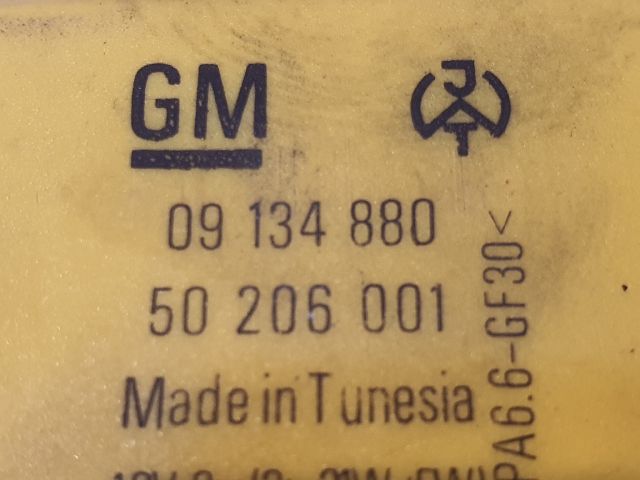 GM
09 134 880
50 206 001
Made in Tunesia
PA6.6-GF30<